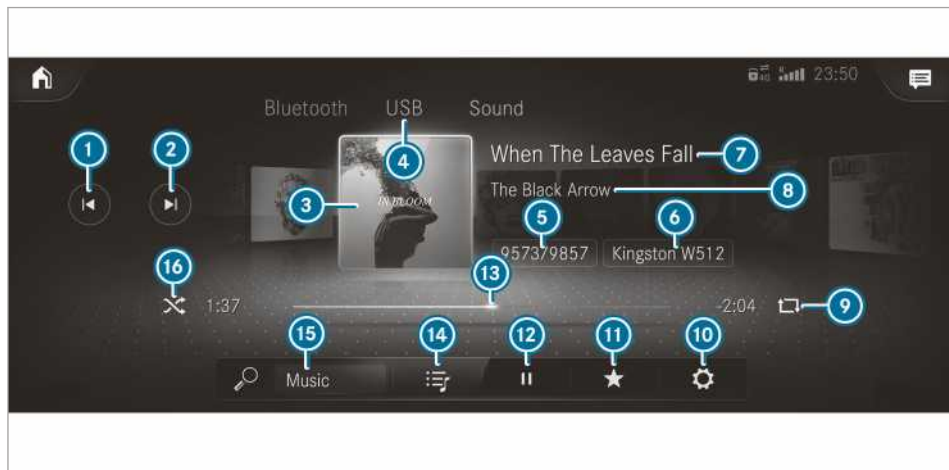 4G 23:50
Bluetooth USB Sound
1 2 4
When The Leaves Fall 7
3 IN BLOOM The Black Arrow 8
5 6
957379857 Kingston W512
16 13
1:37 -2:04 9
15 14 12 11 10
Music